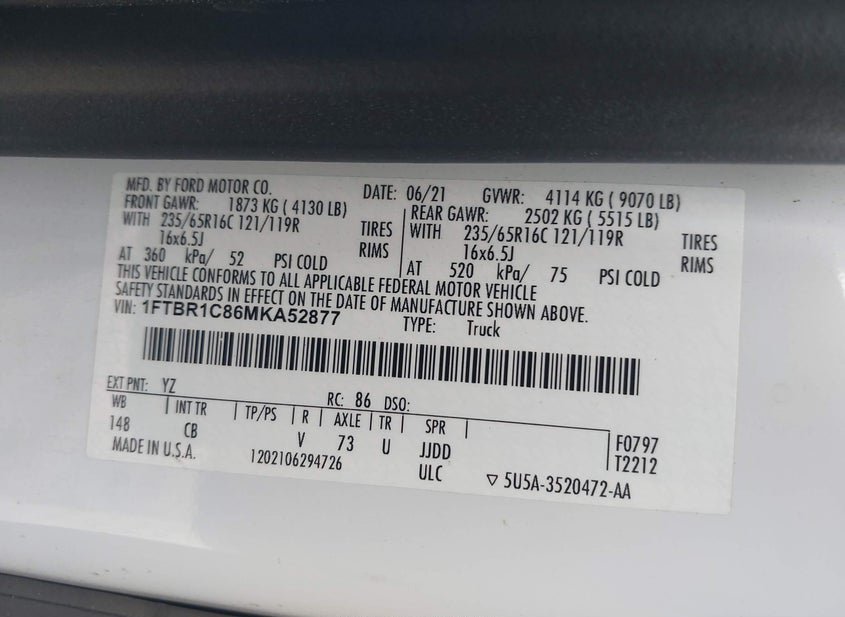 MFD. BY FORD MOTOR CO. DATE: 06/21 GVWR: 4114 KG ( 9070 LB)
FRONT GAWR: 1873 KG ( 4130 LB) REAR GAWR: 2502 KG ( 5515 LB)
WITH 235/65R16C 121/119R TIRES WITH 235/65R16C 121/119R TIRES
16x6.5J RIMS 16x6.5J RIMS
AT 360 kPa/ 52 PSI COLD AT 520 kPa/ 75 PSI COLD
THIS VEHICLE CONFORMS TO ALL APPLICABLE FEDERAL MOTOR VEHICLE
SAFETY STANDARDS IN EFFECT ON THE DATE OF MANUFACTURE SHOWN ABOVE.
VIN: 1FTBR1C86MKA52877 TYPE: Truck
EXT PNT: YZ RC: 86 DSO:
WB | INT TR | TP/PS | R | AXLE | TR | SPR | F0797
148 CB V 73 U JJDD | T2212
MADE IN U.S.A. 1202106294726 ULC ▽ 5U5A-3520472-AA